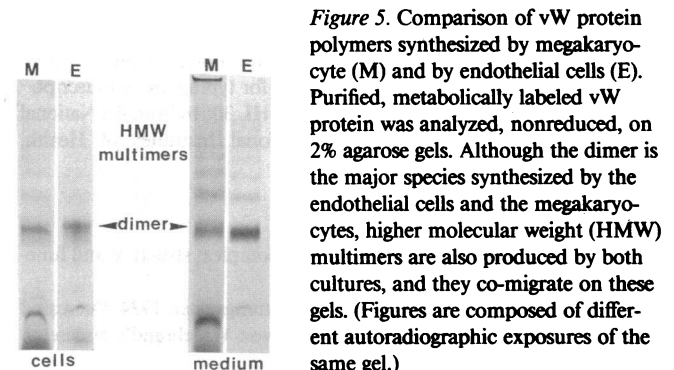 M E
M E
HMW
multimers
dimer
cells
medium
Figure 5. Comparison of vW protein
polymers synthesized by megakaryo-
cyte (M) and by endothelial cells (E).
Purified, metabolically labeled vW
protein was analyzed, nonreduced, on
2% agarose gels. Although the dimer is
the major species synthesized by the
endothelial cells and the megakaryo-
cytes, higher molecular weight (HMW)
multimers are also produced by both
cultures, and they co-migrate on these
gels. (Figures are composed of differ-
ent autoradiographic exposures of the
same gel.)